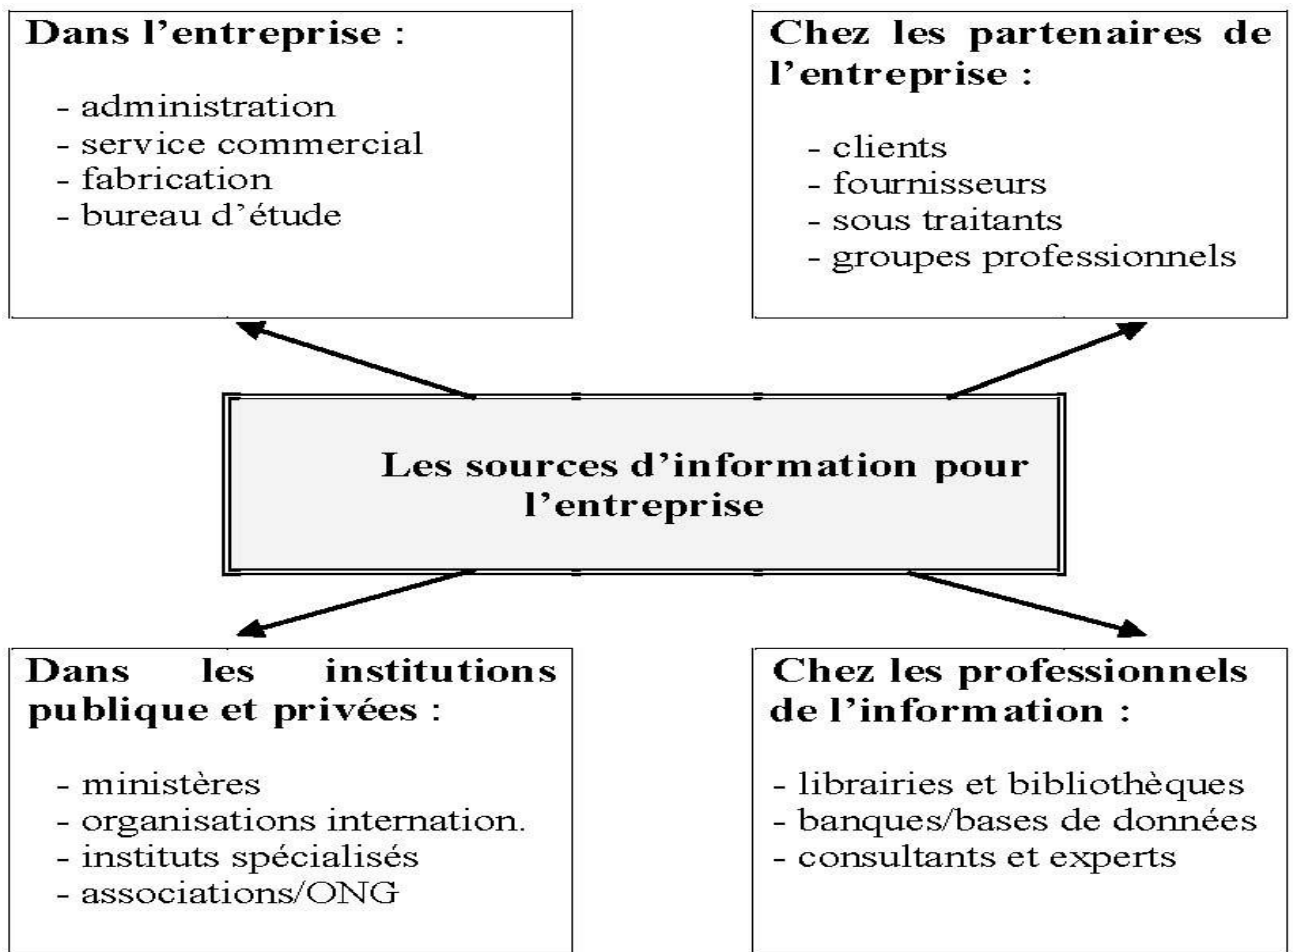 Dans l’entreprise :
- administration
- service commercial
- fabrication
- bureau d’étude
Chez les partenaires de
l’entreprise :
- clients
- fournisseurs
- sous traitants
- groupes professionnels
Les sources d’information pour
l’entreprise
Dans les institutions
publique et privées :
- ministères
- organisations internation.
- instituts spécialisés
- associations/ONG
Chez les professionnels
de l’information :
- librairies et bibliothèques
- banques/bases de données
- consultants et experts